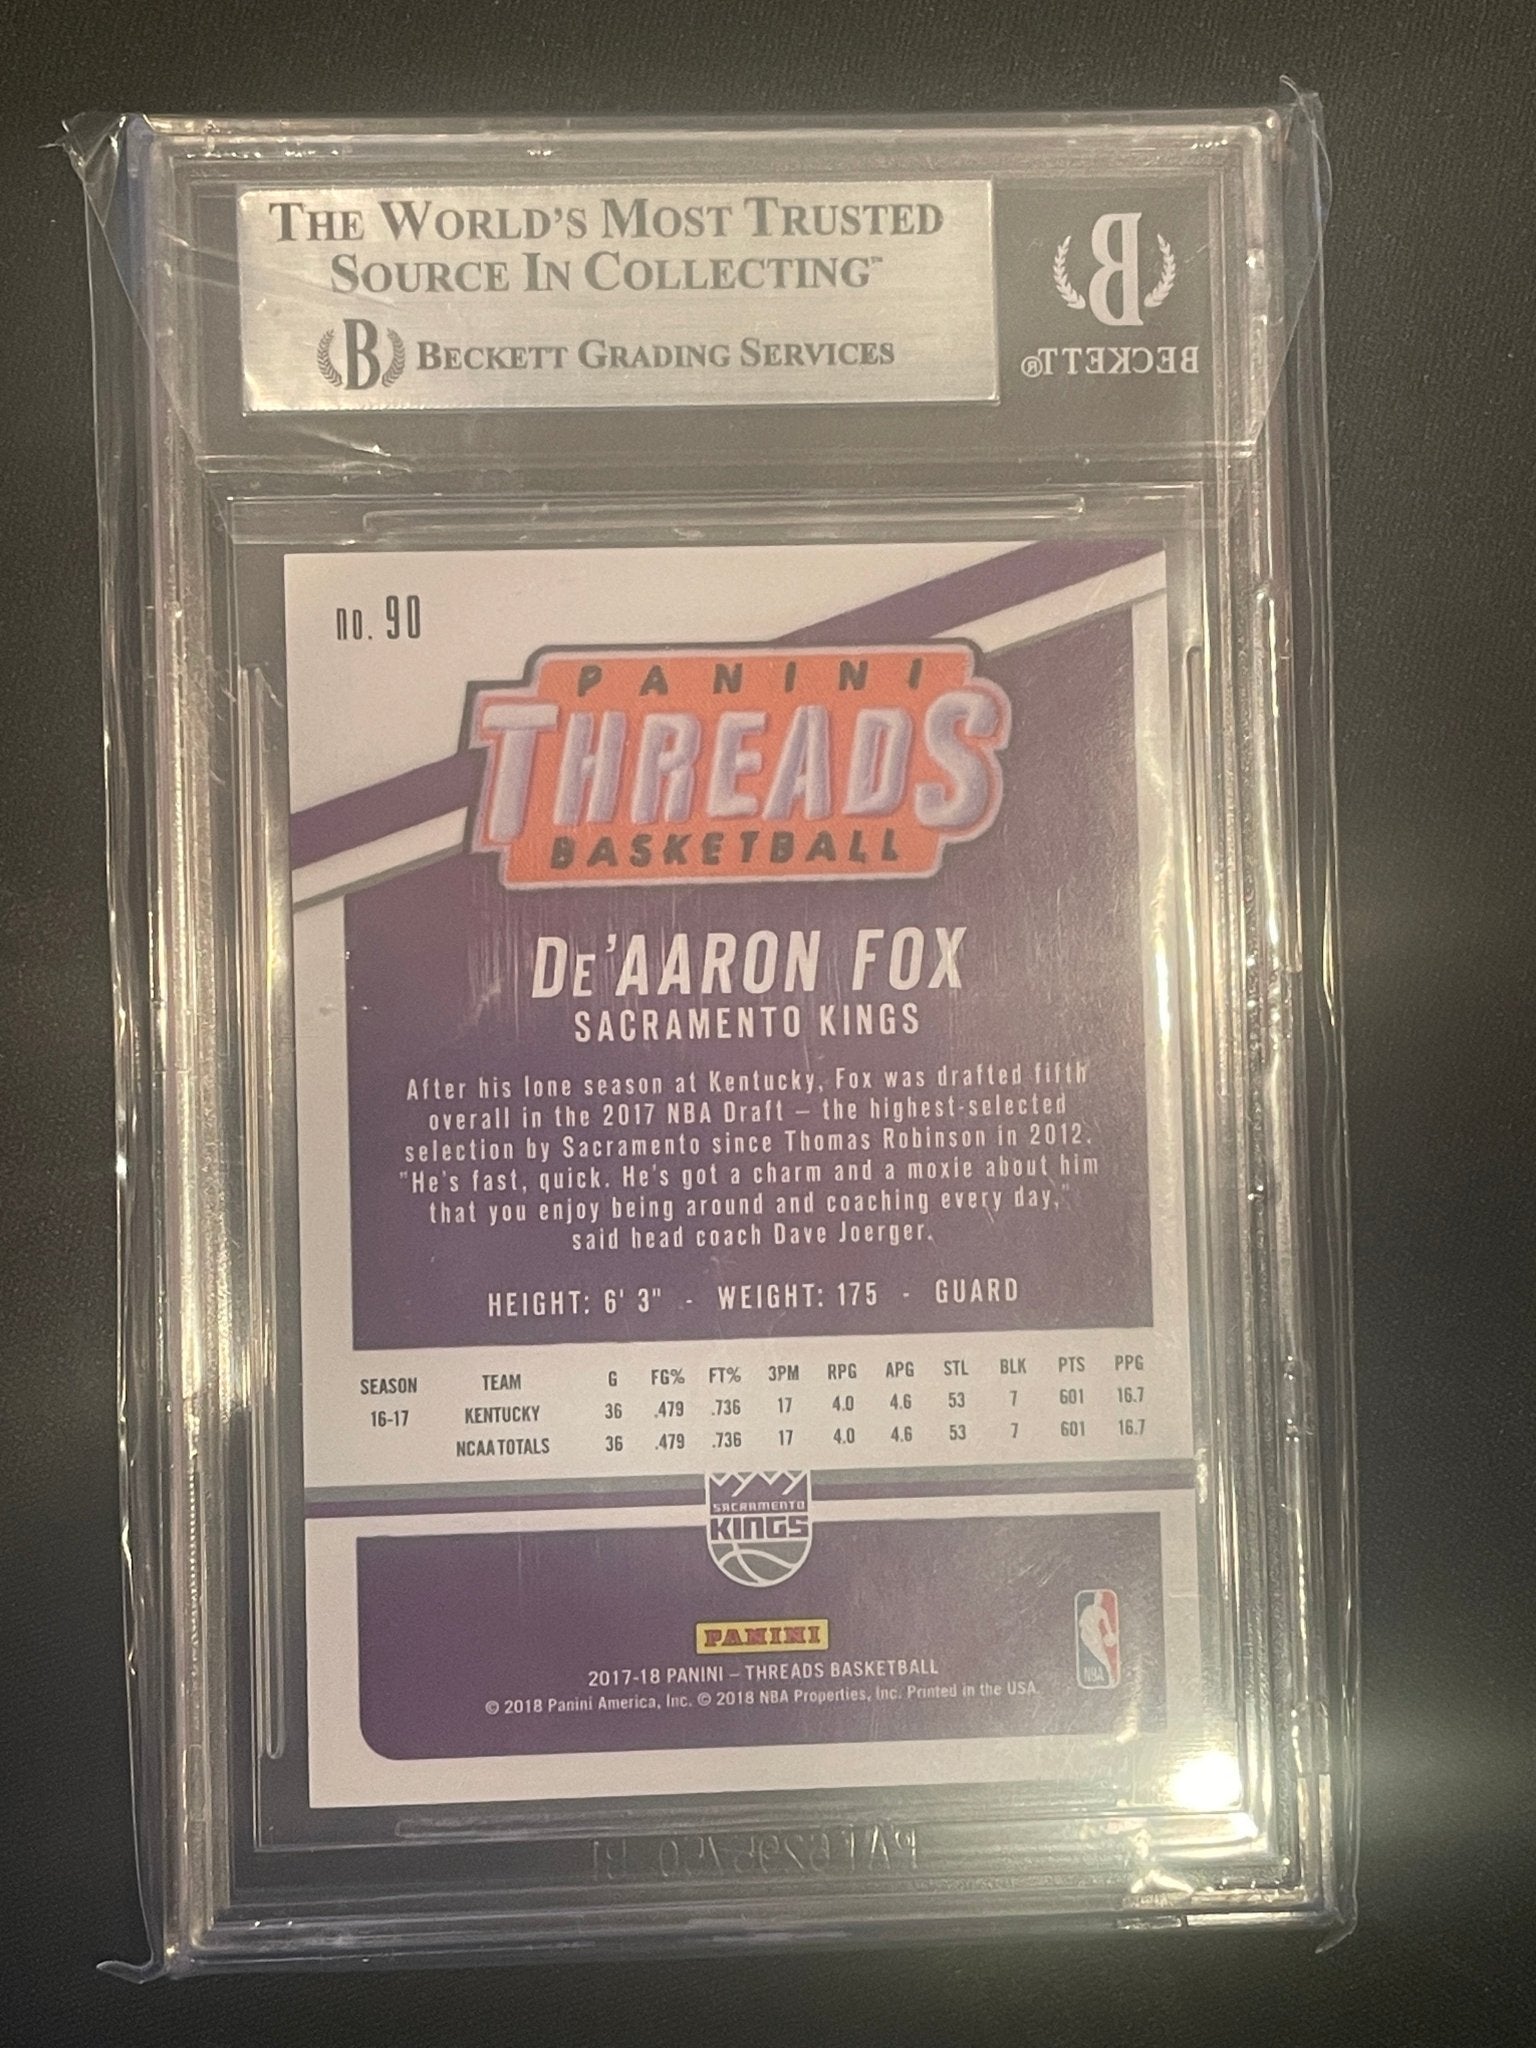 THE WORLD'S MOST TRUSTED
SOURCE IN COLLECTING™
B BECKETT GRADING SERVICES
B
BECKETT®
no. 90
PANINI
THREADS
BASKETBALL
De'AARON FOX
SACRAMENTO KINGS
After his lone season at Kentucky, Fox was drafted fifth
overall in the 2017 NBA Draft – the highest-selected
selection by Sacramento since Thomas Robinson in 2012.
"He's fast, quick. He's got a charm and a moxie about him
that you enjoy being around and coaching every day,"
said head coach Dave Joerger.
HEIGHT: 6' 3" - WEIGHT: 175 - GUARD
SEASON TEAM G FG% FT% 3PM RPG APG STL BLK PTS PPG
16-17 KENTUCKY 36 .479 .736 17 4.0 4.6 53 7 601 16.7
NCAA TOTALS 36 .479 .736 17 4.0 4.6 53 7 601 16.7
SACRAMENTO
KINGS
PANINI
NBA
2017-18 PANINI – THREADS BASKETBALL
© 2018 Panini America, Inc. © 2018 NBA Properties, Inc. Printed in the USA.